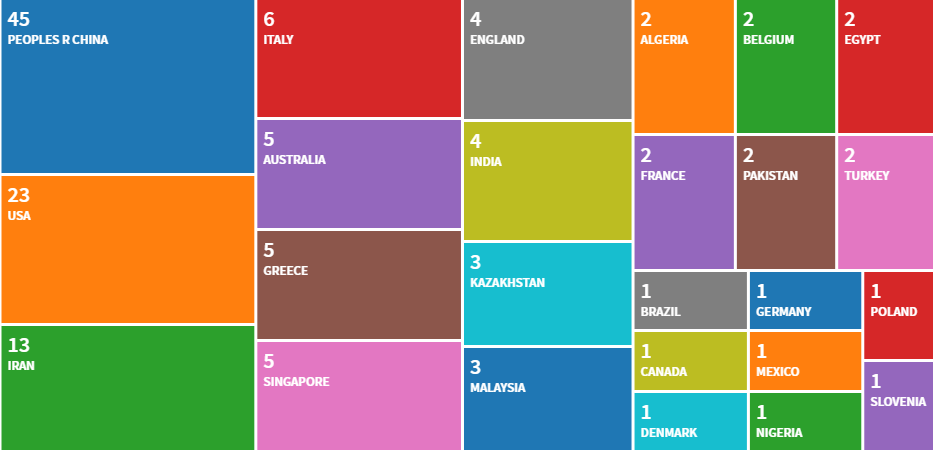 45
PEOPLES R CHINA
23
USA
13
IRAN
6
ITALY
5
AUSTRALIA
5
GREECE
5
SINGAPORE
4
ENGLAND
4
INDIA
3
KAZAKHSTAN
3
MALAYSIA
2
ALGERIA
2
BELGIUM
2
EGYPT
2
FRANCE
2
PAKISTAN
2
TURKEY
1
BRAZIL
1
GERMANY
1
POLAND
1
CANADA
1
MEXICO
1
SLOVENIA
1
DENMARK
1
NIGERIA